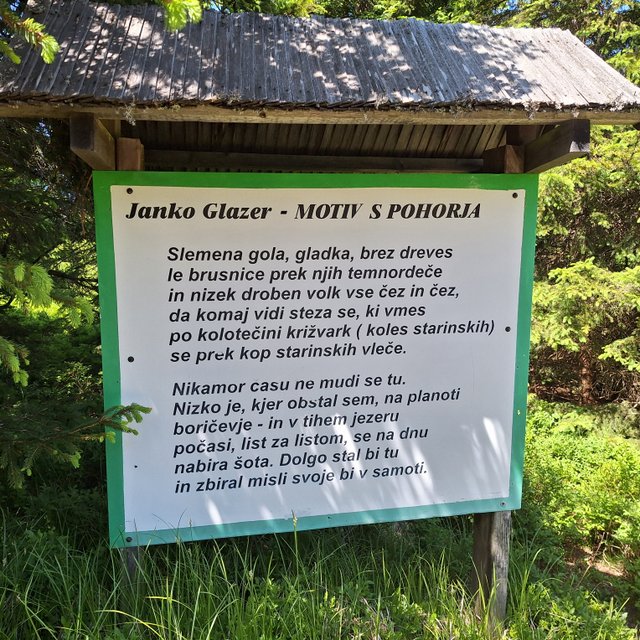 Janko Glazer - MOTIV S POHORJA
Slemena gola, gladka, brez dreves
le brusnice prek njih temnordeče
in nizek droben volk vse čez in čez,
da komaj vidi steza se, ki vmes
po kolotečini križvark ( koles starinskih)
se prek kop starinskih vleče.
Nikamor casu ne mudi se tu.
Nizko je, kjer obstal sem, na planoti
boričevje - in v tihem jezeru
počasi, list za listom, se na dnu
nabira šota. Dolgo stal bi tu
in zbiral misli svoje bi v samoti.